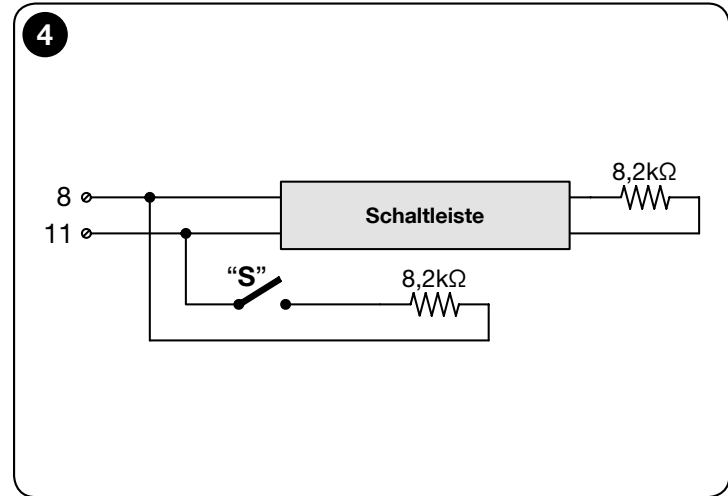 4
8,2kΩ
8
Schaltleiste
11
“S”
8,2kΩ